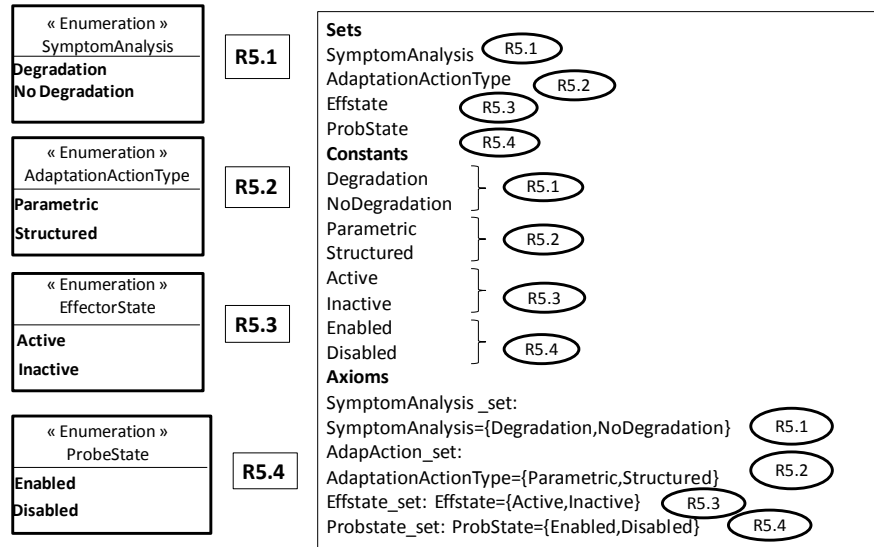 « Enumeration »
SymptomAnalysis
Degradation
No Degradation
R5.1
« Enumeration »
AdaptationActionType
Parametric
Structured
R5.2
« Enumeration »
EffectorState
Active
Inactive
R5.3
« Enumeration »
ProbeState
Enabled
Disabled
R5.4
Sets
SymptomAnalysis R5.1
AdaptationActionType R5.2
Effstate R5.3
ProbState R5.4
Constants
Degradation
NoDegradation
R5.1
Parametric
Structured
R5.2
Active
Inactive
R5.3
Enabled
Disabled
R5.4
Axioms
SymptomAnalysis _set:
SymptomAnalysis={Degradation,NoDegradation} R5.1
AdapAction_set:
AdaptationActionType={Parametric,Structured} R5.2
Effstate_set: Effstate={Active,Inactive} R5.3
Probstate_set: ProbState={Enabled,Disabled} R5.4